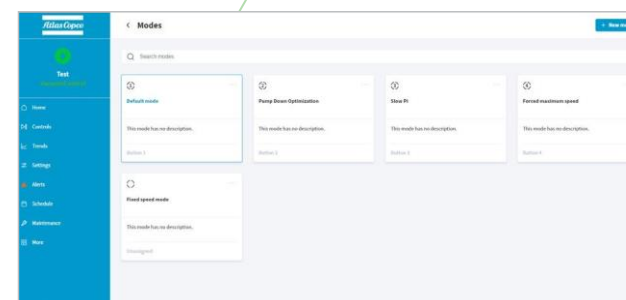 Atlas Copco
Test
Home
Controls
Trends
Settings
Alerts
Schedule
Maintenance
More
< Modes
+ New
Search modes
Default mode
This mode has no description.
Button 1
Pump Down Optimization
This mode has no description.
Button 2
Slow PI
This mode has no description.
Button 3
Forced maximum speed
This mode has no description.
Button 4
Fixed speed mode
This mode has no description.
Unassigned